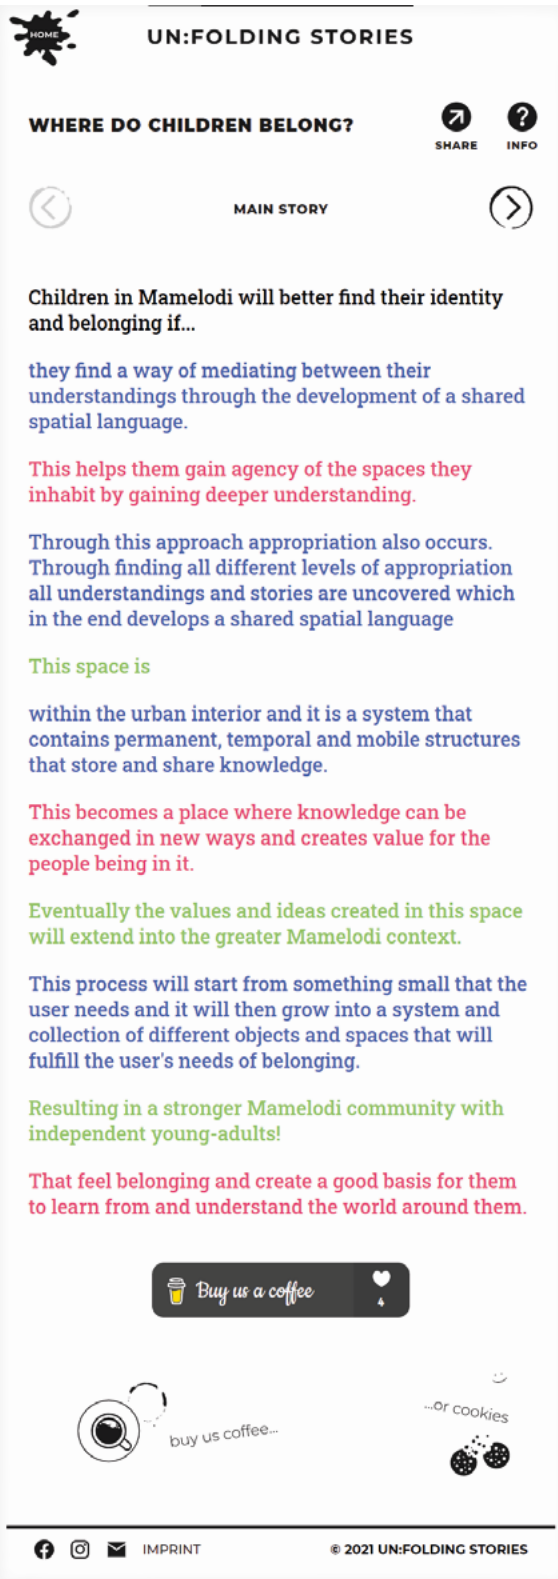 HOME
UN:FOLDING STORIES
WHERE DO CHILDREN BELONG?
SHARE
INFO
MAIN STORY
Children in Mamelodi will better find their identity
and belonging if...
they find a way of mediating between their
understandings through the development of a shared
spatial language.
This helps them gain agency of the spaces they
inhabit by gaining deeper understanding.
Through this approach appropriation also occurs.
Through finding all different levels of appropriation
all understandings and stories are uncovered which
in the end develops a shared spatial language
This space is
within the urban interior and it is a system that
contains permanent, temporal and mobile structures
that store and share knowledge.
This becomes a place where knowledge can be
exchanged in new ways and creates value for the
people being in it.
Eventually the values and ideas created in this space
will extend into the greater Mamelodi context.
This process will start from something small that the
user needs and it will then grow into a system and
collection of different objects and spaces that will
fulfill the user's needs of belonging.
Resulting in a stronger Mamelodi community with
independent young-adults!
That feel belonging and create a good basis for them
to learn from and understand the world around them.
Buy us a coffee
4
buy us coffee...
...or cookies
IMPRINT
© 2021 UN:FOLDING STORIES